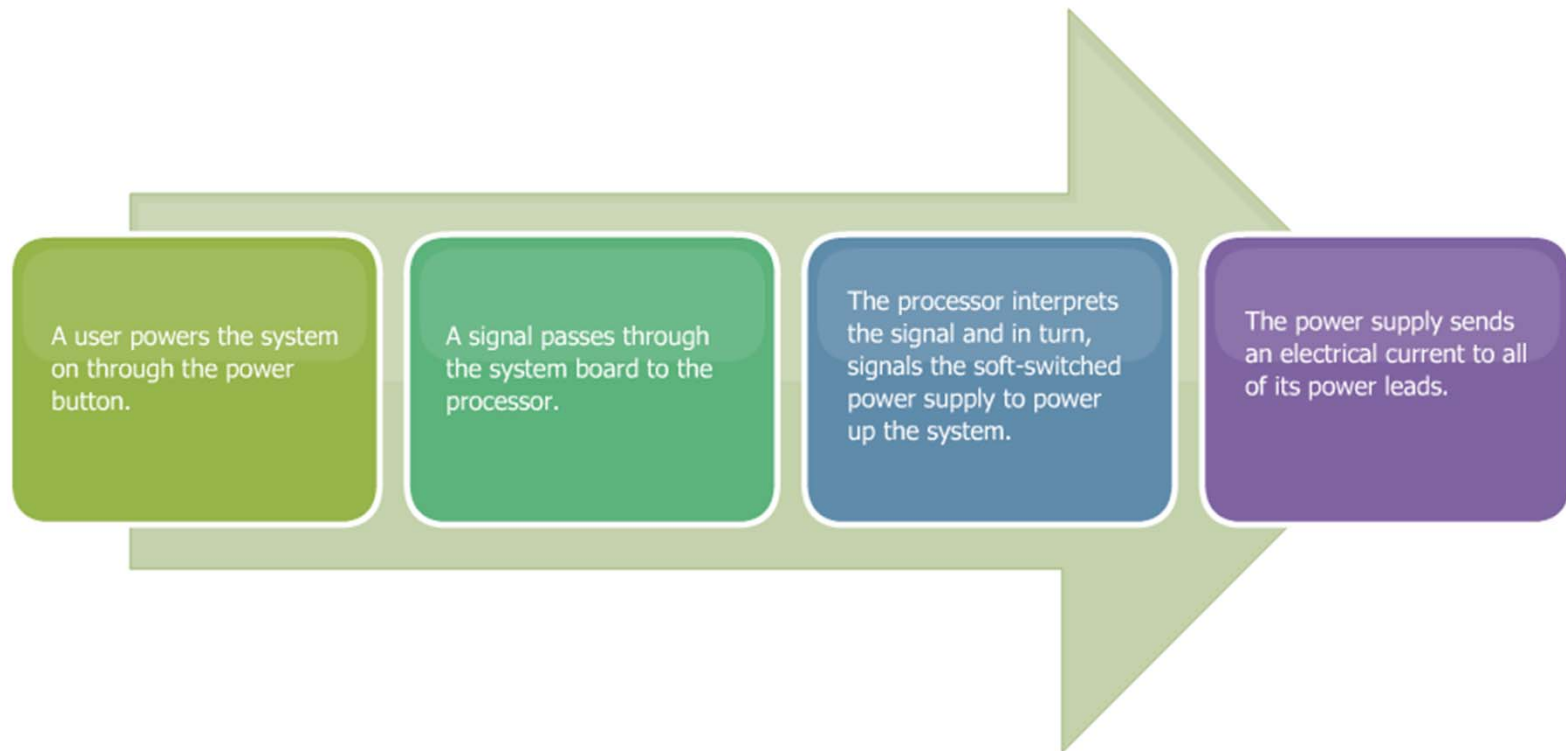 A user powers the system
on through the power
button.
A signal passes through
the system board to the
processor.
The processor interprets
the signal and in turn,
signals the soft-switched
power supply to power
up the system.
The power supply sends
an electrical current to all
of its power leads.